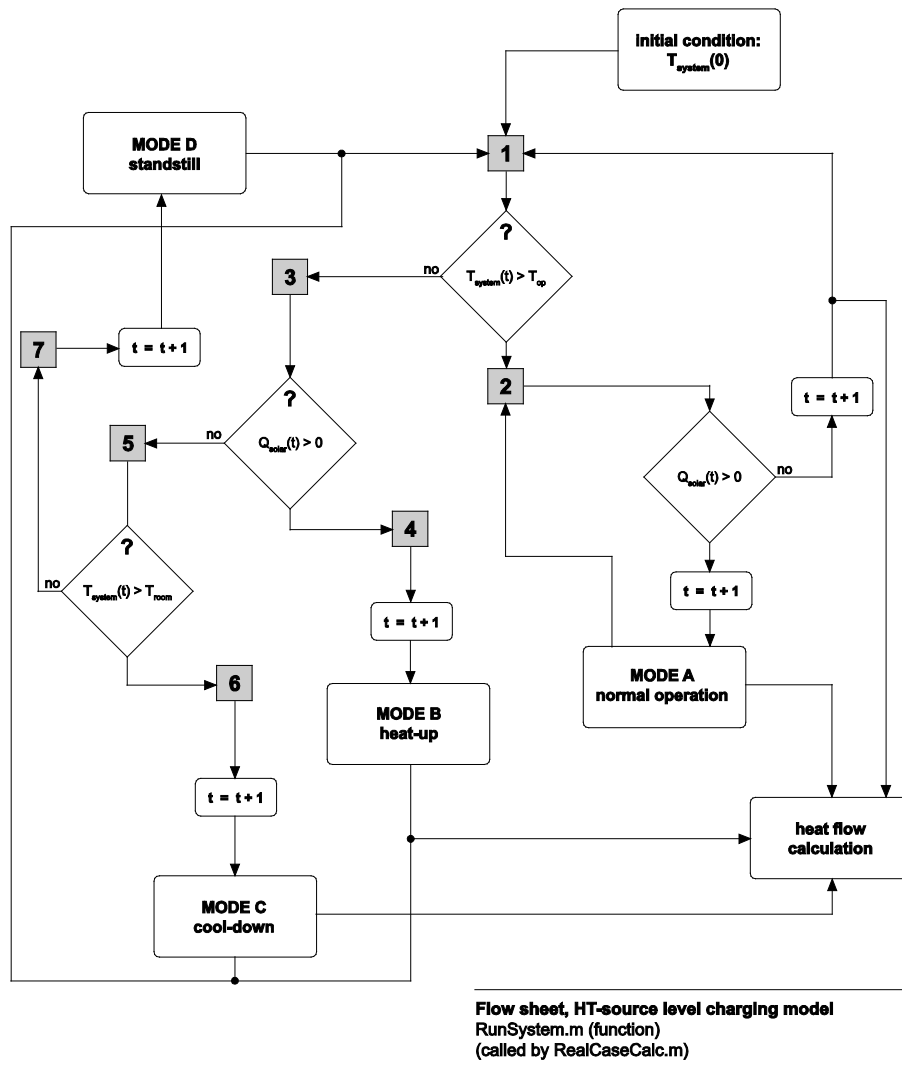 initial condition:
T_system(0)
MODE D
standstill
1
?
T_system(t) > T_op
no
3
7
t = t + 1
2
t = t + 1
?
Q_solar(t) > 0
no
5
Q_solar(t) > 0
no
4
?
T_system(t) > T_room
no
t = t + 1
t = t + 1
6
MODE A
normal operation
MODE B
heat-up
t = t + 1
heat flow
calculation
MODE C
cool-down
Flow sheet, HT-source level charging model
RunSystem.m (function)
(called by RealCaseCalc.m)